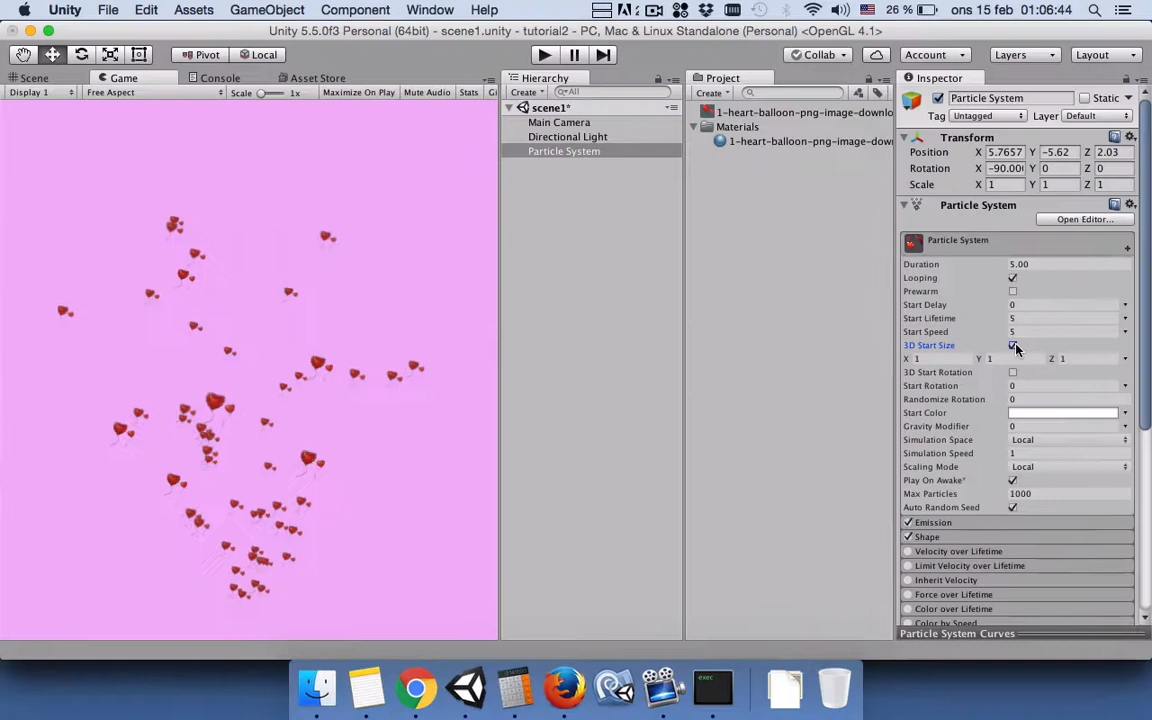 Unity File Edit Assets GameObject Component Window Help 26 % ons 15 feb 01:06:44
Unity 5.5.0f3 Personal (64bit) - scene1.unity - tutorial2 - PC, Mac & Linux Standalone (Personal) <OpenGL 4.1>
Pivot Local Collab Account Layers Layout
Scene Game Console Asset Store Hierarchy Project Inspector
Display 1 Free Aspect Scale 1x Maximize On Play Mute Audio Stats Gi Create All Create Particle System Static
scene1* 1-heart-balloon-png-image-downlo Tag Untagged Layer Default
Main Camera Materials
Directional Light 1-heart-balloon-png-image-dow
Particle System
Transform
Position X 5.7657 Y -5.62 Z 2.03
Rotation X -90.000 Y 0 Z 0
Scale X 1 Y 1 Z 1
Particle System
Open Editor...
Particle System
Duration 5.00
Looping
Prewarm
Start Delay 0
Start Lifetime 5
Start Speed 5
3D Start Size
X 1 Y 1 Z 1
3D Start Rotation
Start Rotation 0
Randomize Rotation 0
Start Color
Gravity Modifier 0
Simulation Space Local
Simulation Speed 1
Scaling Mode Local
Play On Awake*
Max Particles 1000
Auto Random Seed
Emission
Shape
Velocity over Lifetime
Limit Velocity over Lifetime
Inherit Velocity
Force over Lifetime
Color over Lifetime
Color by Speed
Particle System Curves
exec